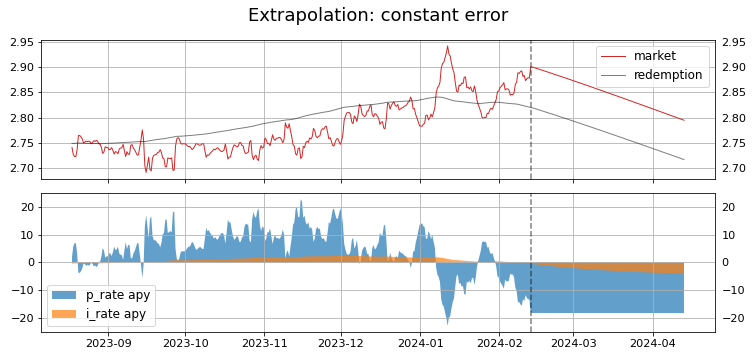 Extrapolation: constant error
2.95 2.95
market
2.90 2.90
redemption
2.85 2.85
2.80 2.80
2.75 2.75
2.70 2.70
20 20
10 10
0 0
p_rate apy
−10 −10
i_rate apy
−20 −20
2023-09 2023-10 2023-11 2023-12 2024-01 2024-02 2024-03 2024-04